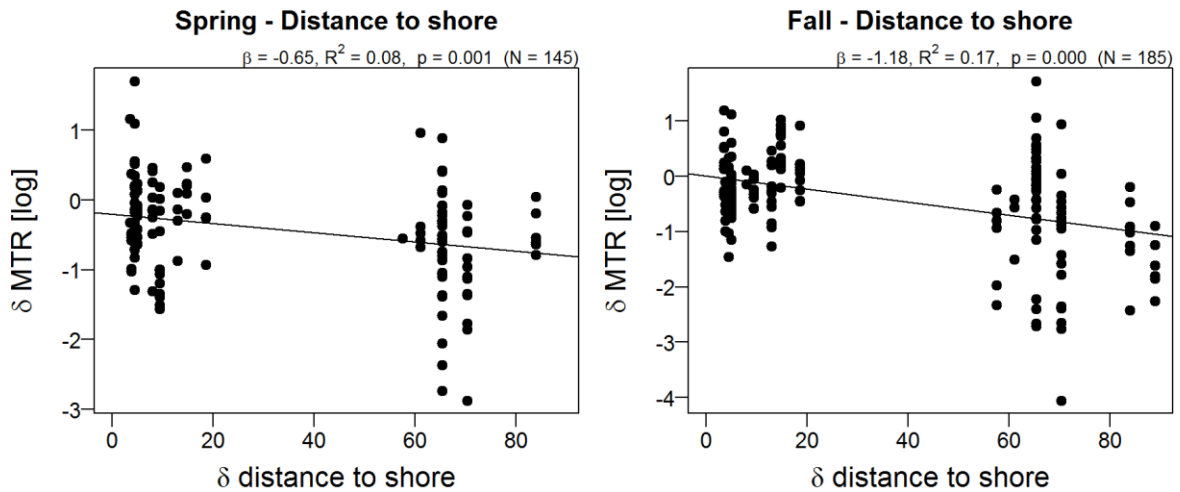 Spring - Distance to shore
β = -0.65, R² = 0.08, p = 0.001 (N = 145)
δ MTR [log]
1
0
-1
-2
-3
0 20 40 60 80
δ distance to shore
Fall - Distance to shore
β = -1.18, R² = 0.17, p = 0.000 (N = 185)
δ MTR [log]
1
0
-1
-2
-3
-4
0 20 40 60 80
δ distance to shore